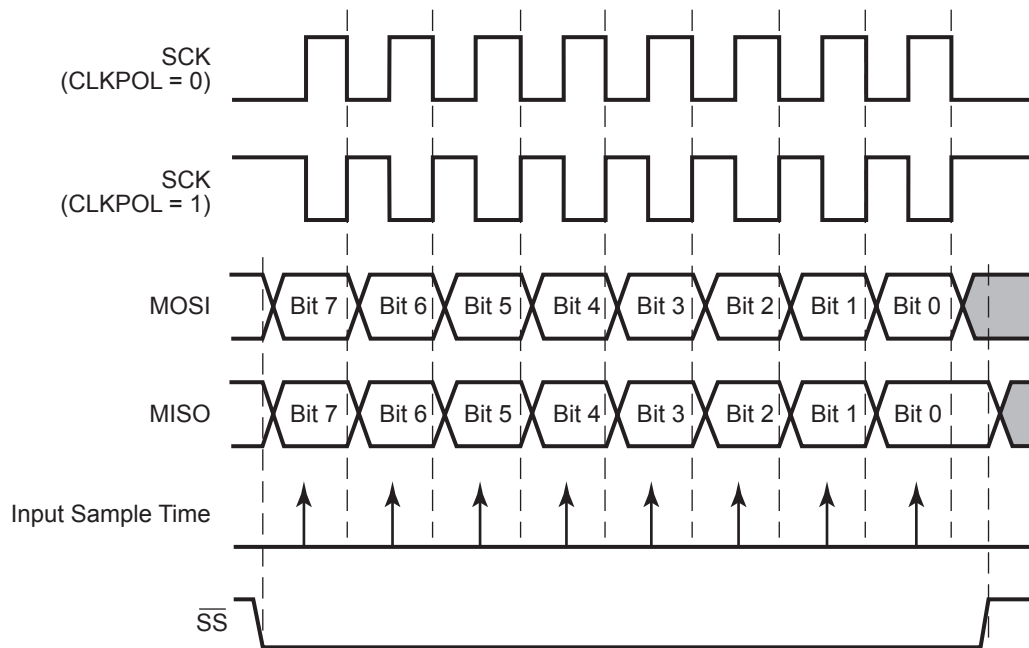 SCK
(CLKPOL = 0)
SCK
(CLKPOL = 1)
MOSI
Bit 7 Bit 6 Bit 5 Bit 4 Bit 3 Bit 2 Bit 1 Bit 0
MISO
Bit 7 Bit 6 Bit 5 Bit 4 Bit 3 Bit 2 Bit 1 Bit 0
Input Sample Time
S̅S̅